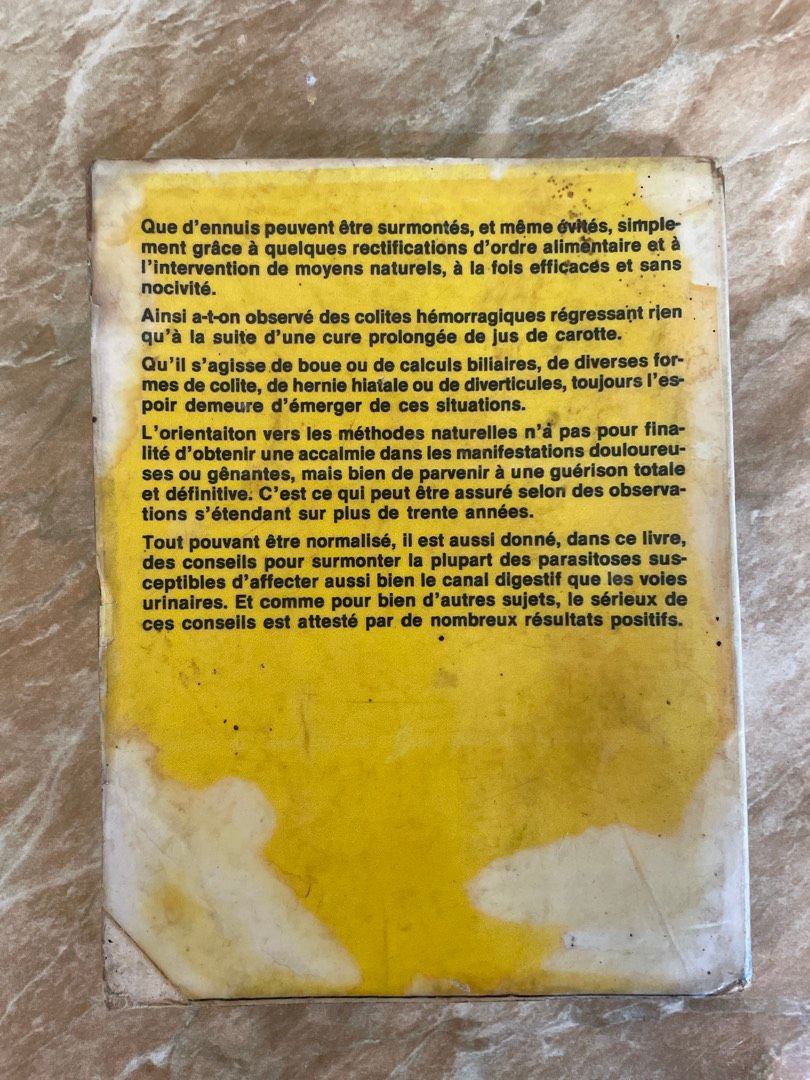 Que d'ennuis peuvent être surmontés, et même évités, simple-
ment grâce à quelques rectifications d'ordre alimentaire et à
l'intervention de moyens naturels, à la fois efficaces et sans
nocivité.
Ainsi a-t-on observé des colites hémorragiques régressant rien
qu'à la suite d'une cure prolongée de jus de carotte.
Qu'il s'agisse de boue ou de calculs biliaires, de diverses for-
mes de colite, de hernie hiatale ou de diverticules, toujours l'es-
poir demeure d'émerger de ces situations.
L'orientaiton vers les méthodes naturelles n'a pas pour fina-
lité d'obtenir une accalmie dans les manifestations douloureu-
ses ou gênantes, mais bien de parvenir à une guérison totale
et définitive. C'est ce qui peut être assuré selon des observa-
tions s'étendant sur plus de trente années.
Tout pouvant être normalisé, il est aussi donné, dans ce livre,
des conseils pour surmonter la plupart des parasitoses sus-
ceptibles d'affecter aussi bien le canal digestif que les voies
urinaires. Et comme pour bien d'autres sujets, le sérieux de
ces conseils est attesté par de nombreux résultats positifs.